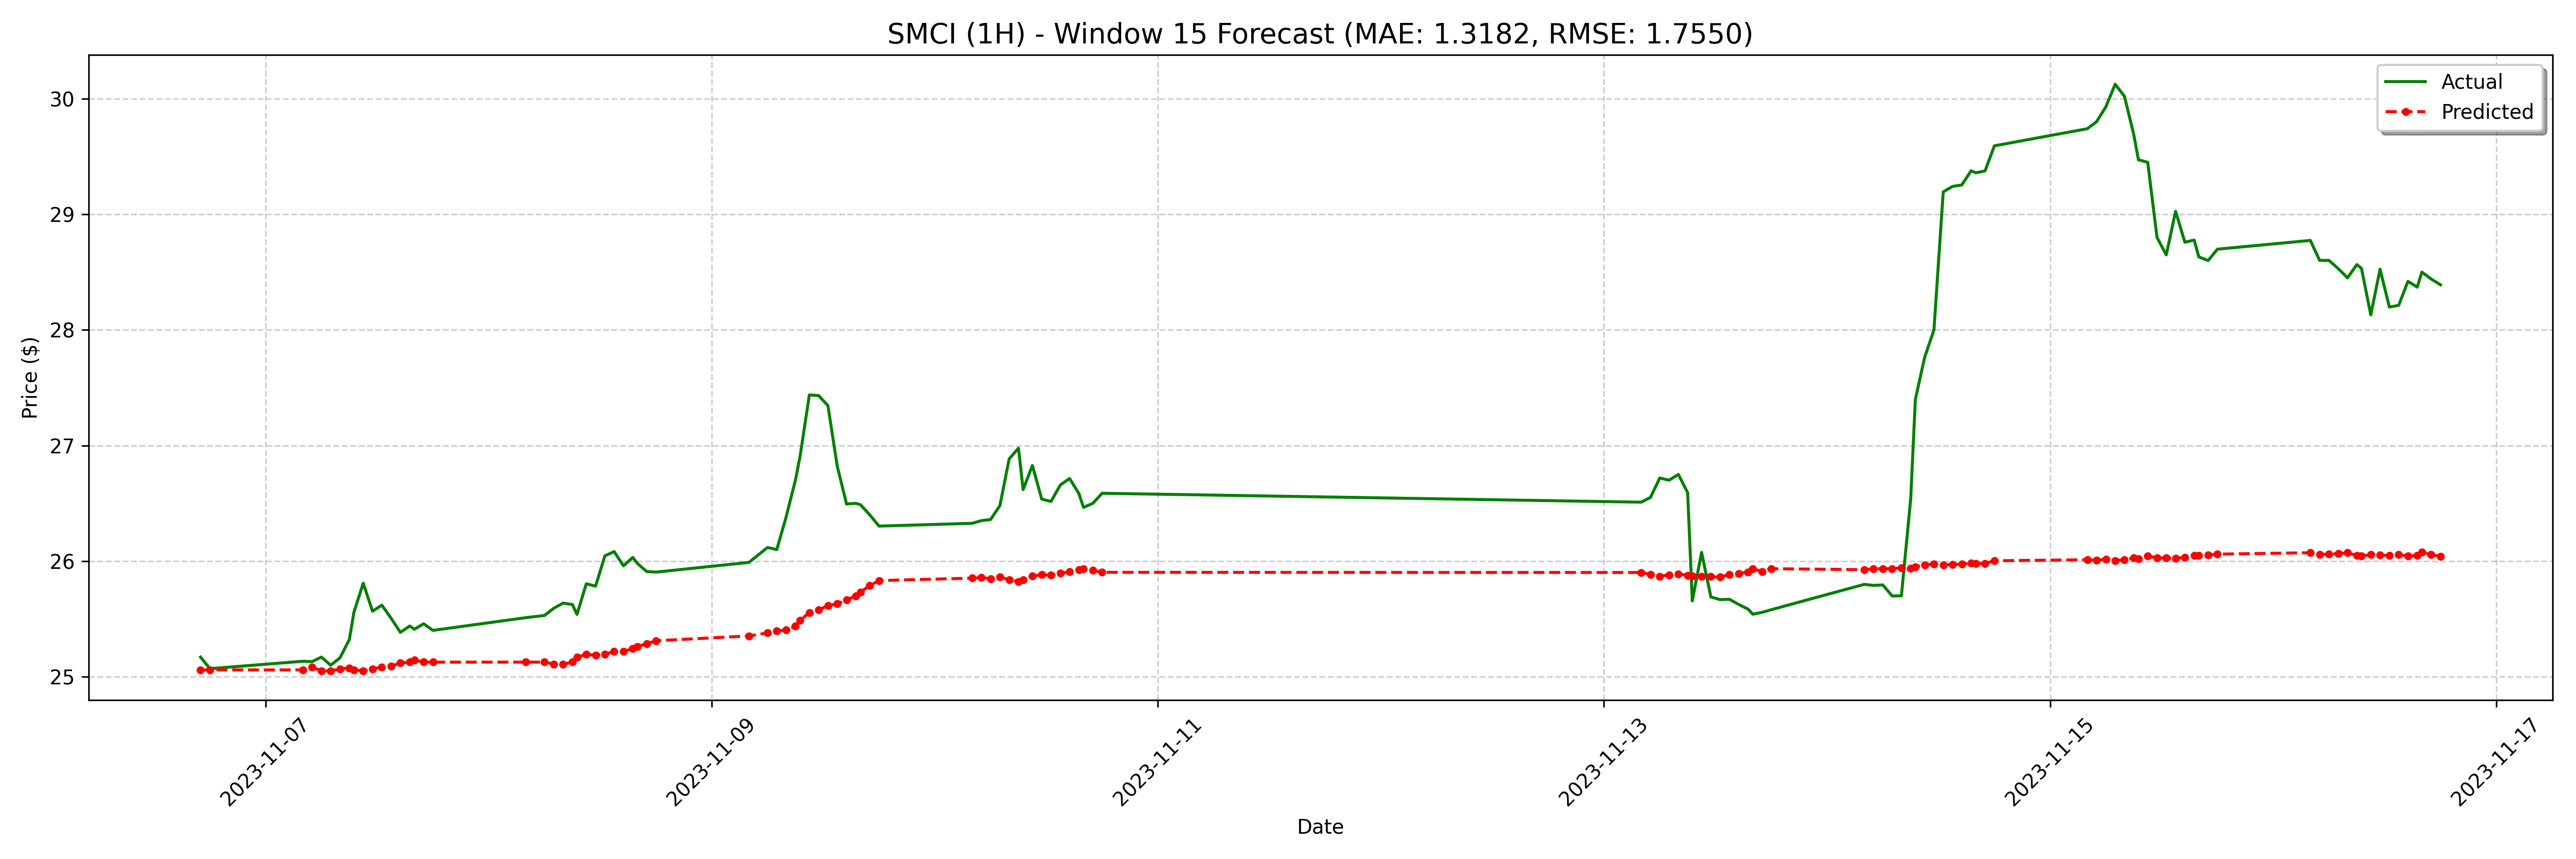 SMCI (1H) - Window 15 Forecast (MAE: 1.3182, RMSE: 1.7550)
Actual
Predicted
Price ($)
30
29
28
27
26
25
2023-11-07
2023-11-09
2023-11-11
2023-11-13
2023-11-15
2023-11-17
Date